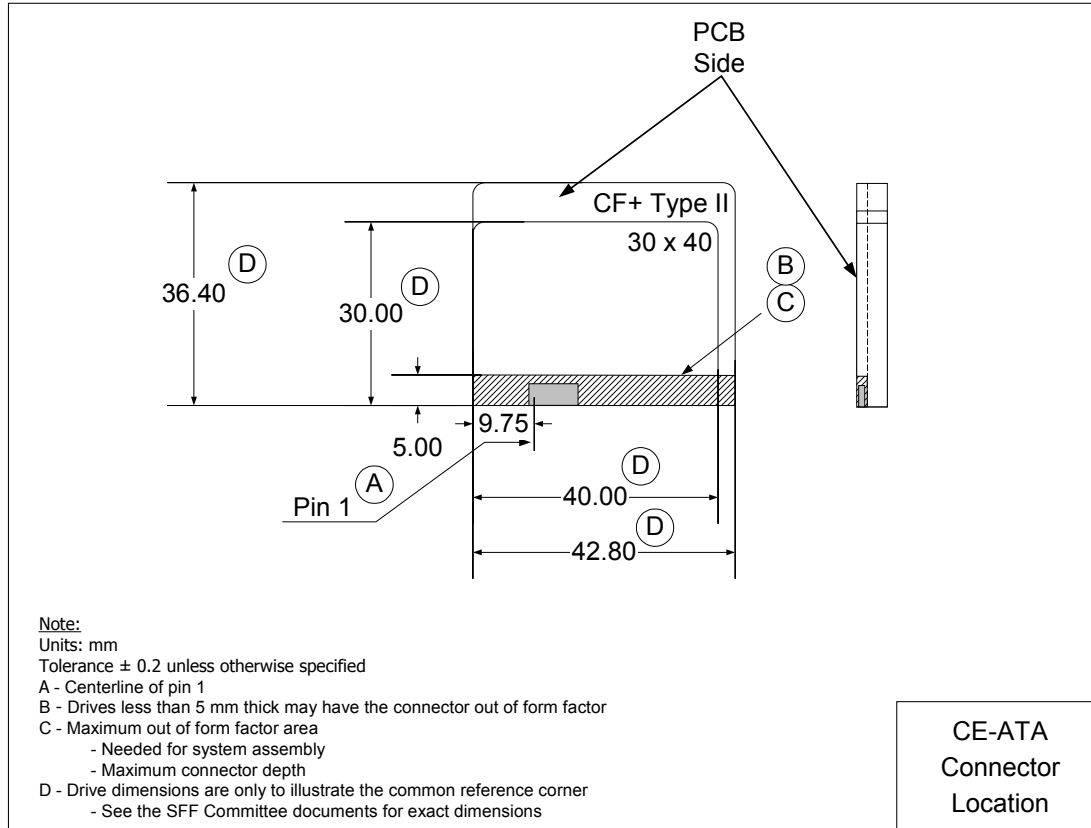 PCB
Side
CF+ Type II
30 x 40
D
36.40
D
30.00
B
C
9.75
5.00
A
Pin 1
D
40.00
D
42.80
Note:
Units: mm
Tolerance ± 0.2 unless otherwise specified
A - Centerline of pin 1
B - Drives less than 5 mm thick may have the connector out of form factor
C - Maximum out of form factor area
- Needed for system assembly
- Maximum connector depth
D - Drive dimensions are only to illustrate the common reference corner
- See the SFF Committee documents for exact dimensions
CE-ATA
Connector
Location